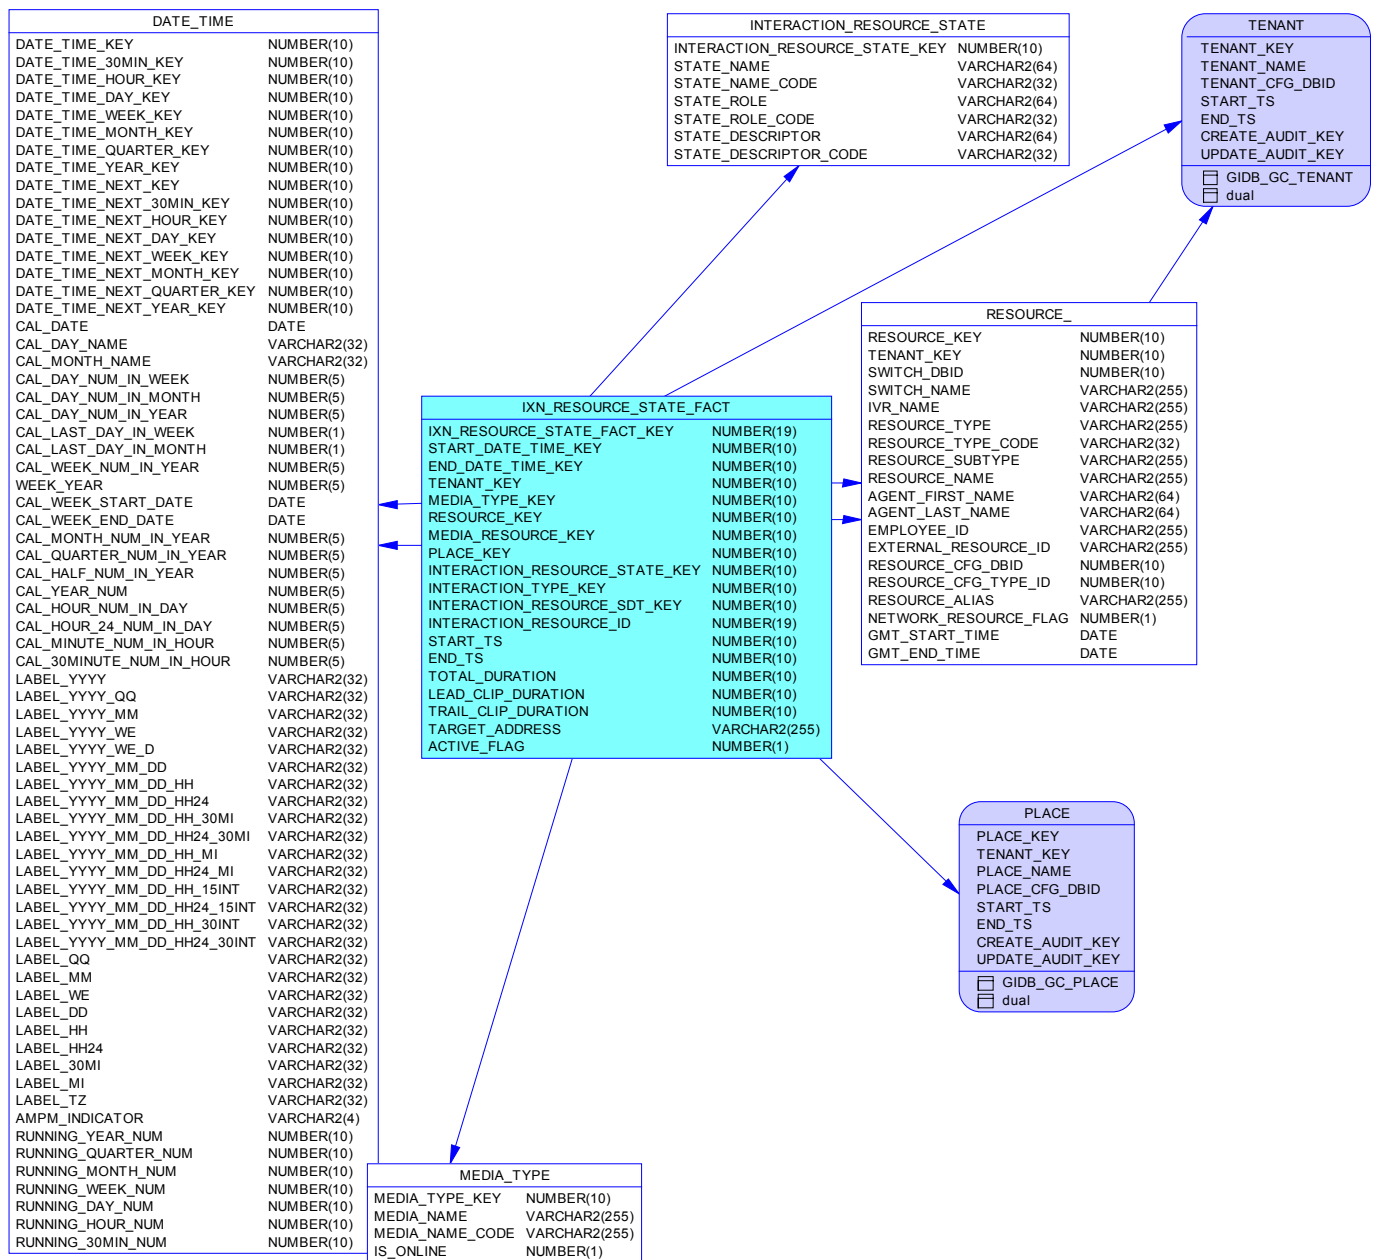 DATE_TIME
DATE_TIME_KEY NUMBER(10)
DATE_TIME_30MIN_KEY NUMBER(10)
DATE_TIME_HOUR_KEY NUMBER(10)
DATE_TIME_DAY_KEY NUMBER(10)
DATE_TIME_WEEK_KEY NUMBER(10)
DATE_TIME_MONTH_KEY NUMBER(10)
DATE_TIME_QUARTER_KEY NUMBER(10)
DATE_TIME_YEAR_KEY NUMBER(10)
DATE_TIME_NEXT_KEY NUMBER(10)
DATE_TIME_NEXT_30MIN_KEY NUMBER(10)
DATE_TIME_NEXT_HOUR_KEY NUMBER(10)
DATE_TIME_NEXT_DAY_KEY NUMBER(10)
DATE_TIME_NEXT_WEEK_KEY NUMBER(10)
DATE_TIME_NEXT_MONTH_KEY NUMBER(10)
DATE_TIME_NEXT_QUARTER_KEY NUMBER(10)
DATE_TIME_NEXT_YEAR_KEY NUMBER(10)
CAL_DATE DATE
CAL_DAY_NAME VARCHAR2(32)
CAL_MONTH_NAME VARCHAR2(32)
CAL_DAY_NUM_IN_WEEK NUMBER(5)
CAL_DAY_NUM_IN_MONTH NUMBER(5)
CAL_DAY_NUM_IN_YEAR NUMBER(5)
CAL_LAST_DAY_IN_WEEK NUMBER(1)
CAL_LAST_DAY_IN_MONTH NUMBER(1)
CAL_WEEK_NUM_IN_YEAR NUMBER(5)
WEEK_YEAR NUMBER(5)
CAL_WEEK_START_DATE DATE
CAL_WEEK_END_DATE DATE
CAL_MONTH_NUM_IN_YEAR NUMBER(5)
CAL_QUARTER_NUM_IN_YEAR NUMBER(5)
CAL_HALF_NUM_IN_YEAR NUMBER(5)
CAL_YEAR_NUM NUMBER(5)
CAL_HOUR_NUM_IN_DAY NUMBER(5)
CAL_HOUR_24_NUM_IN_DAY NUMBER(5)
CAL_MINUTE_NUM_IN_HOUR NUMBER(5)
CAL_30MINUTE_NUM_IN_HOUR NUMBER(5)
LABEL_YYYY VARCHAR2(32)
LABEL_YYYY_QQ VARCHAR2(32)
LABEL_YYYY_MM VARCHAR2(32)
LABEL_YYYY_WE VARCHAR2(32)
LABEL_YYYY_WE_D VARCHAR2(32)
LABEL_YYYY_MM_DD VARCHAR2(32)
LABEL_YYYY_MM_DD_HH VARCHAR2(32)
LABEL_YYYY_MM_DD_HH24 VARCHAR2(32)
LABEL_YYYY_MM_DD_HH_30MI VARCHAR2(32)
LABEL_YYYY_MM_DD_HH24_30MI VARCHAR2(32)
LABEL_YYYY_MM_DD_HH_MI VARCHAR2(32)
LABEL_YYYY_MM_DD_HH24_MI VARCHAR2(32)
LABEL_YYYY_MM_DD_HH_15INT VARCHAR2(32)
LABEL_YYYY_MM_DD_HH24_15INT VARCHAR2(32)
LABEL_YYYY_MM_DD_HH_30INT VARCHAR2(32)
LABEL_YYYY_MM_DD_HH24_30INT VARCHAR2(32)
LABEL_QQ VARCHAR2(32)
LABEL_MM VARCHAR2(32)
LABEL_WE VARCHAR2(32)
LABEL_DD VARCHAR2(32)
LABEL_HH VARCHAR2(32)
LABEL_HH24 VARCHAR2(32)
LABEL_30MI VARCHAR2(32)
LABEL_MI VARCHAR2(32)
LABEL_TZ VARCHAR2(32)
AMPM_INDICATOR VARCHAR2(4)
RUNNING_YEAR_NUM NUMBER(10)
RUNNING_QUARTER_NUM NUMBER(10)
RUNNING_MONTH_NUM NUMBER(10)
RUNNING_WEEK_NUM NUMBER(10)
RUNNING_DAY_NUM NUMBER(10)
RUNNING_HOUR_NUM NUMBER(10)
RUNNING_30MIN_NUM NUMBER(10)
INTERACTION_RESOURCE_STATE
INTERACTION_RESOURCE_STATE_KEY NUMBER(10)
STATE_NAME VARCHAR2(64)
STATE_NAME_CODE VARCHAR2(32)
STATE_ROLE VARCHAR2(64)
STATE_ROLE_CODE VARCHAR2(32)
STATE_DESCRIPTOR VARCHAR2(64)
STATE_DESCRIPTOR_CODE VARCHAR2(32)
TENANT
TENANT_KEY
TENANT_NAME
TENANT_CFG_DBID
START_TS
END_TS
CREATE_AUDIT_KEY
UPDATE_AUDIT_KEY
GIDB_GC_TENANT
dual
RESOURCE_
RESOURCE_KEY NUMBER(10)
TENANT_KEY NUMBER(10)
SWITCH_DBID NUMBER(10)
SWITCH_NAME VARCHAR2(255)
IVR_NAME VARCHAR2(255)
RESOURCE_TYPE VARCHAR2(255)
RESOURCE_TYPE_CODE VARCHAR2(32)
RESOURCE_SUBTYPE VARCHAR2(255)
RESOURCE_NAME VARCHAR2(255)
AGENT_FIRST_NAME VARCHAR2(64)
AGENT_LAST_NAME VARCHAR2(64)
EMPLOYEE_ID VARCHAR2(255)
EXTERNAL_RESOURCE_ID VARCHAR2(255)
RESOURCE_CFG_DBID NUMBER(10)
RESOURCE_CFG_TYPE_ID NUMBER(10)
RESOURCE_ALIAS VARCHAR2(255)
NETWORK_RESOURCE_FLAG NUMBER(1)
GMT_START_TIME DATE
GMT_END_TIME DATE
IXN_RESOURCE_STATE_FACT
IXN_RESOURCE_STATE_FACT_KEY NUMBER(19)
START_DATE_TIME_KEY NUMBER(10)
END_DATE_TIME_KEY NUMBER(10)
TENANT_KEY NUMBER(10)
MEDIA_TYPE_KEY NUMBER(10)
RESOURCE_KEY NUMBER(10)
MEDIA_RESOURCE_KEY NUMBER(10)
PLACE_KEY NUMBER(10)
INTERACTION_RESOURCE_STATE_KEY NUMBER(10)
INTERACTION_TYPE_KEY NUMBER(10)
INTERACTION_RESOURCE_SDT_KEY NUMBER(10)
INTERACTION_RESOURCE_ID NUMBER(19)
START_TS NUMBER(10)
END_TS NUMBER(10)
TOTAL_DURATION NUMBER(10)
LEAD_CLIP_DURATION NUMBER(10)
TRAIL_CLIP_DURATION NUMBER(10)
TARGET_ADDRESS VARCHAR2(255)
ACTIVE_FLAG NUMBER(1)
PLACE
PLACE_KEY
TENANT_KEY
PLACE_NAME
PLACE_CFG_DBID
START_TS
END_TS
CREATE_AUDIT_KEY
UPDATE_AUDIT_KEY
GIDB_GC_PLACE
dual
MEDIA_TYPE
MEDIA_TYPE_KEY NUMBER(10)
MEDIA_NAME VARCHAR2(255)
MEDIA_NAME_CODE VARCHAR2(255)
IS_ONLINE NUMBER(1)